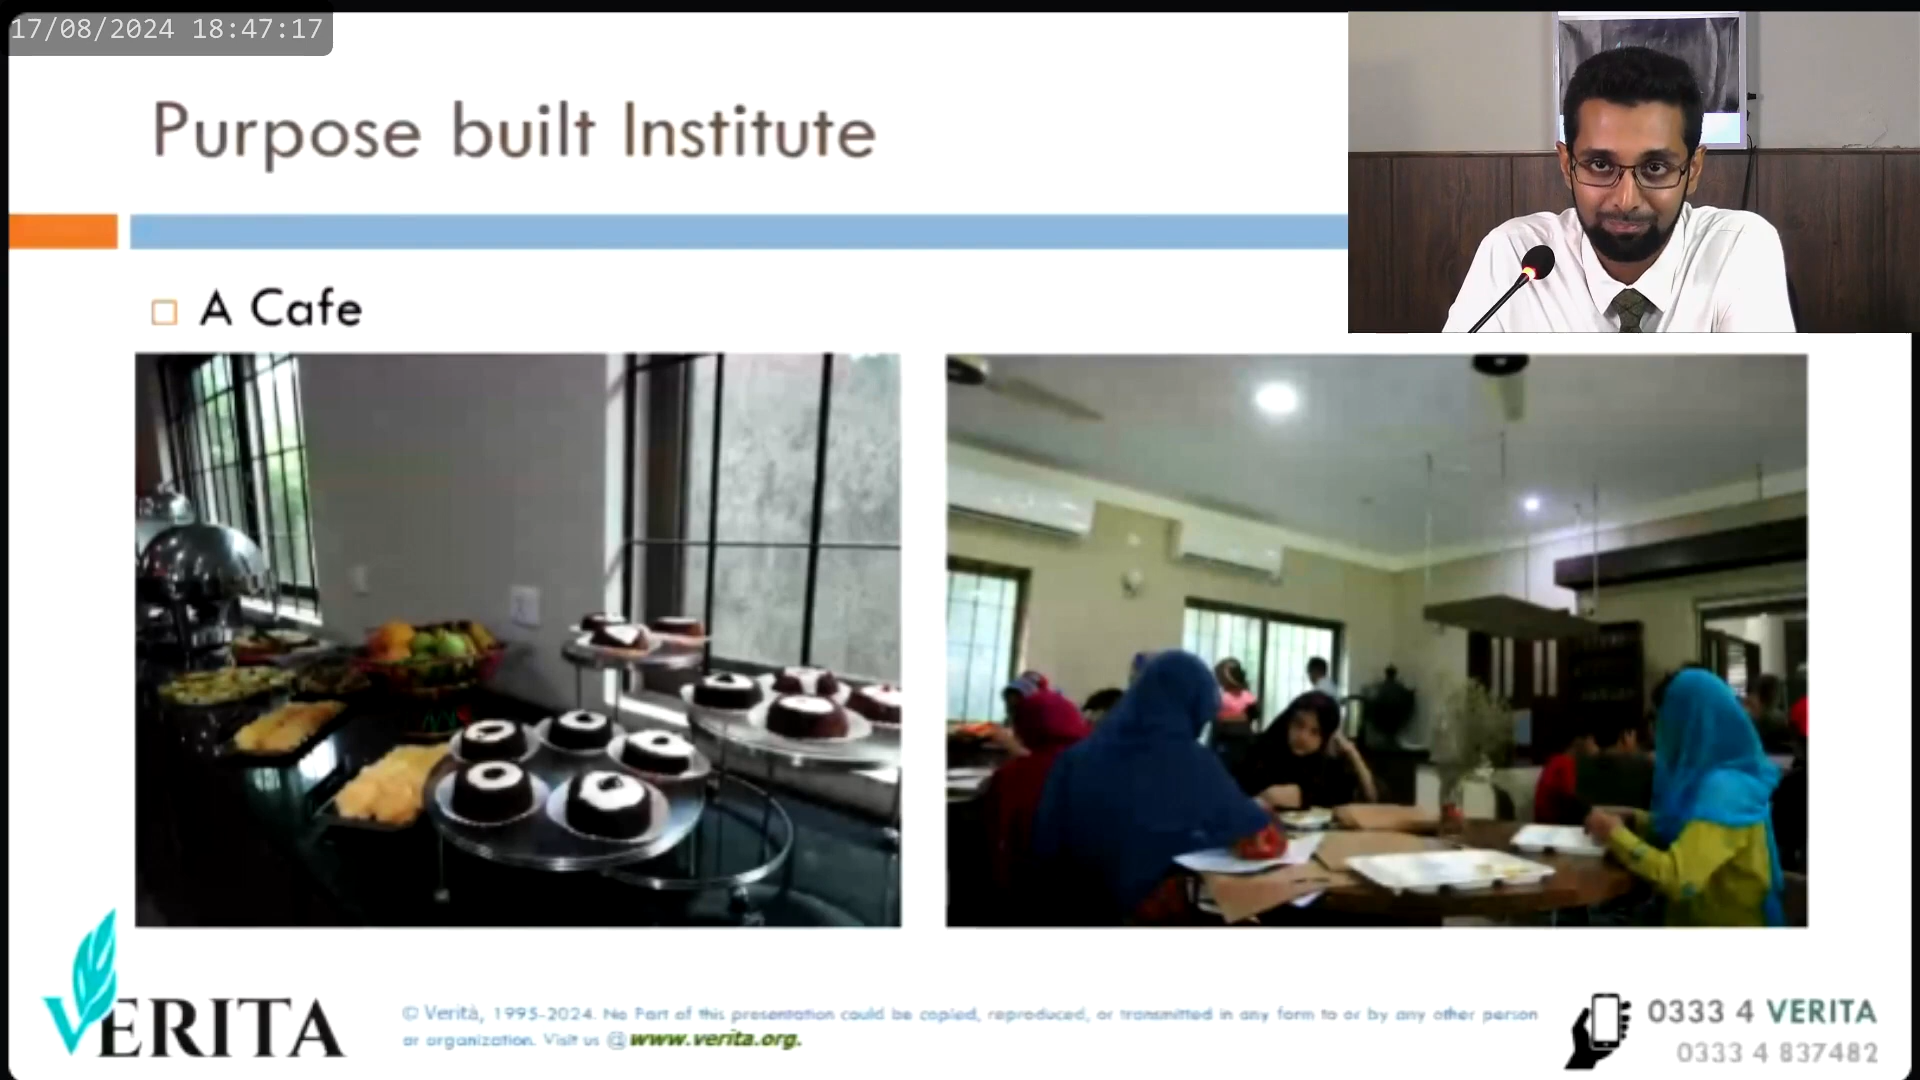 17/08/2024 18:47:17
Purpose built Institute
A Cafe
VERITA
© Verità, 1995-2024. No Part of this presentation could be copied, reproduced, or transmitted in any form to or by any other person
or organization. Visit us @www.verita.org.
0333 4 VERITA
0333 4 837482